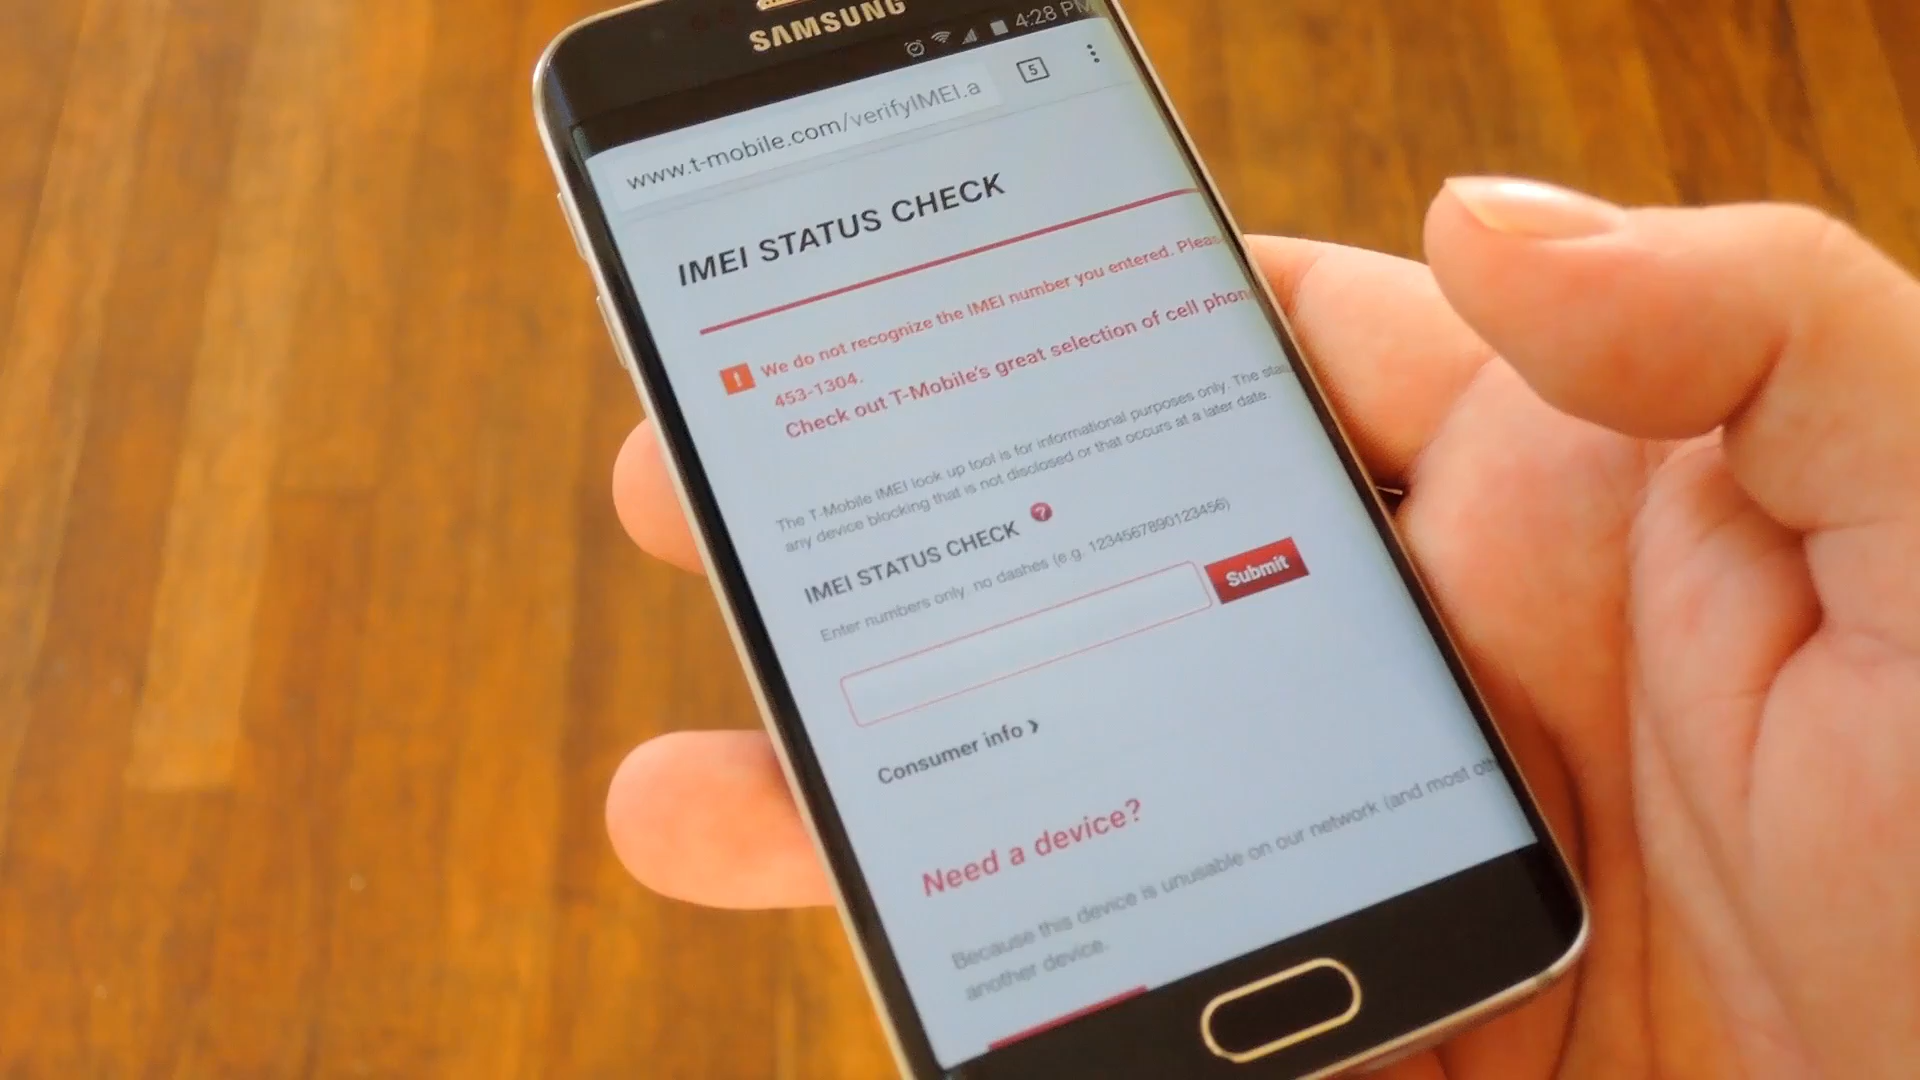 SAMSUNG
4:28 PM
www.t-mobile.com/verifyIMEI.a
5
IMEI STATUS CHECK
! We do not recognize the IMEI number you entered. Pleas
453-1304.
Check out T-Mobile's great selection of cell phon
The T-Mobile IMEI look up tool is for informational purposes only. The
any device blocking that is not disclosed or that occurs at a later date.
IMEI STATUS CHECK ?
Enter numbers only, no dashes (e.g. 1234567890123456)
Submit
Consumer info ›
Need a device?
Because this device is unusable on our network (and most oth
another device.